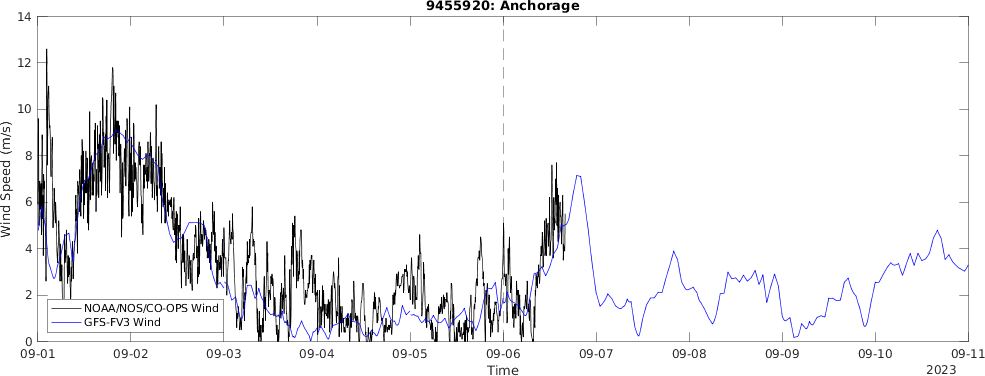 9455920: Anchorage
14
12
10
8
6
4
2
0
Wind Speed (m/s)
NOAA/NOS/CO-OPS Wind
GFS-FV3 Wind
09-01 09-02 09-03 09-04 09-05 09-06 09-07 09-08 09-09 09-10 09-11
Time
2023